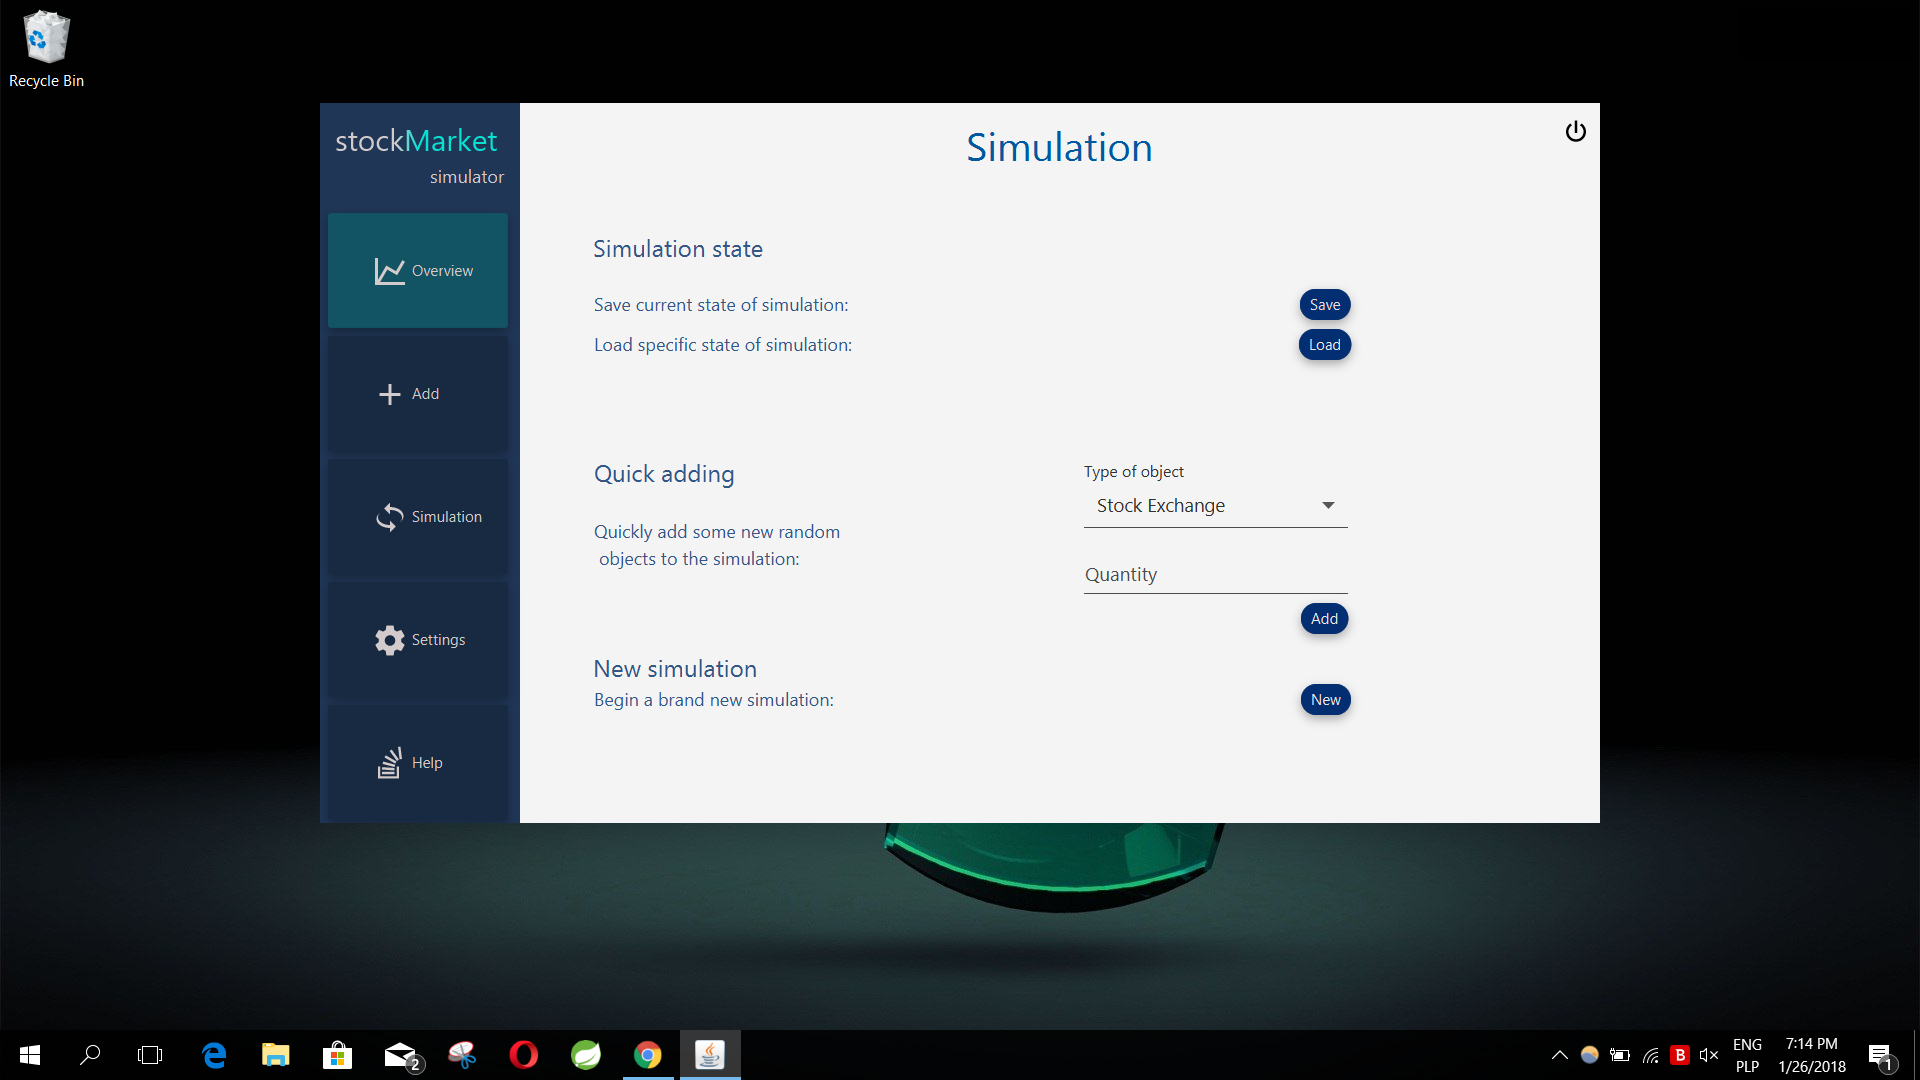 Recycle Bin
stockMarket
simulator
Overview
Add
Simulation
Settings
Help
Simulation
Simulation state
Save current state of simulation:
Save
Load specific state of simulation:
Load
Quick adding
Quickly add some new random
objects to the simulation:
Type of object
Stock Exchange
Quantity
Add
New simulation
Begin a brand new simulation:
New
2
B
ENG
PLP
7:14 PM
1/26/2018
1